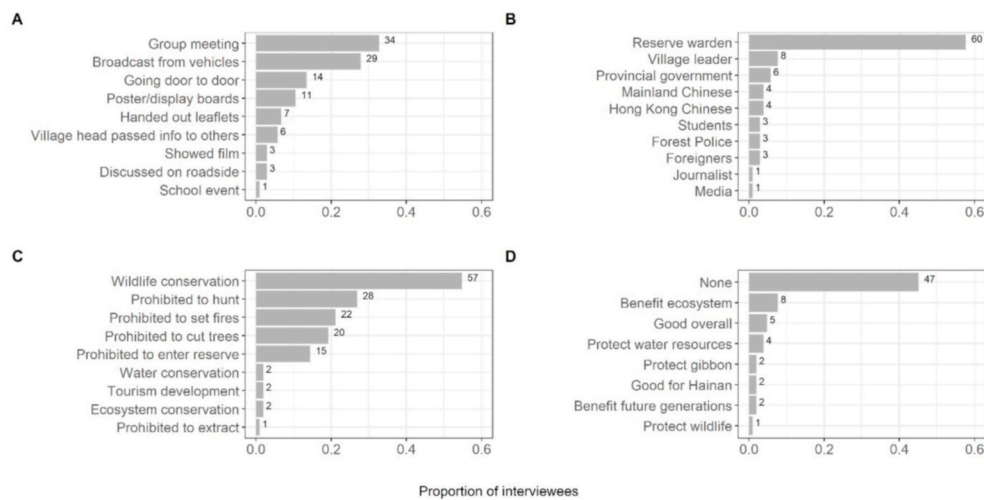 A
Group meeting 34
Broadcast from vehicles 29
Going door to door 14
Poster/display boards 11
Handed out leaflets 7
Village head passed info to others 6
Showed film 3
Discussed on roadside 3
School event 1
0.0 0.2 0.4 0.6
B
Reserve warden 60
Village leader 8
Provincial government 6
Mainland Chinese 4
Hong Kong Chinese 4
Students 3
Forest Police 3
Foreigners 3
Journalist 1
Media 1
0.0 0.2 0.4 0.6
C
Wildlife conservation 57
Prohibited to hunt 28
Prohibited to set fires 22
Prohibited to cut trees 20
Prohibited to enter reserve 15
Water conservation 2
Tourism development 2
Ecosystem conservation 2
Prohibited to extract 1
0.0 0.2 0.4 0.6
D
None 47
Benefit ecosystem 8
Good overall 5
Protect water resources 4
Protect gibbon 2
Good for Hainan 2
Benefit future generations 2
Protect wildlife 1
0.0 0.2 0.4 0.6
Proportion of interviewees